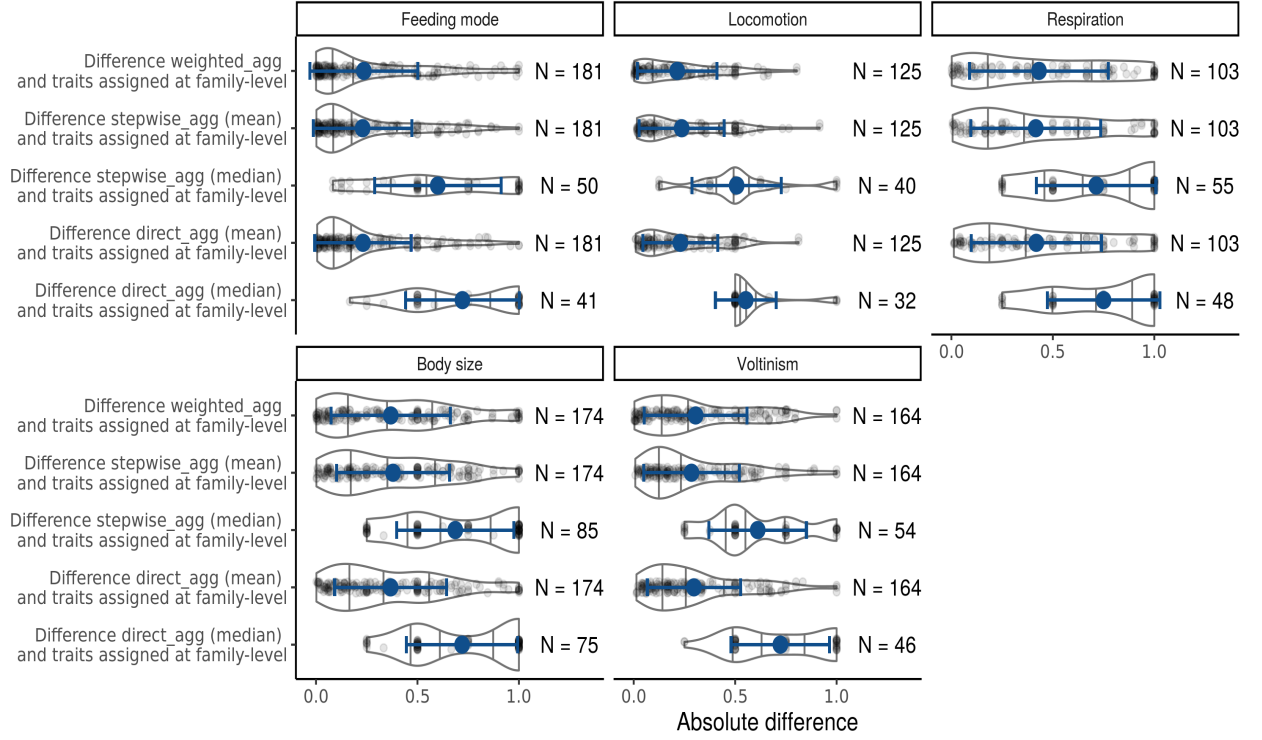 Feeding mode
Locomotion
Respiration
Difference weighted_agg
and traits assigned at family-level
N = 181
N = 125
N = 103
Difference stepwise_agg (mean)
and traits assigned at family-level
N = 181
N = 125
N = 103
Difference stepwise_agg (median)
and traits assigned at family-level
N = 50
N = 40
N = 55
Difference direct_agg (mean)
and traits assigned at family-level
N = 181
N = 125
N = 103
Difference direct_agg (median)
and traits assigned at family-level
N = 41
N = 32
N = 48
0.0 0.5 1.0
Body size
Voltinism
Difference weighted_agg
and traits assigned at family-level
N = 174
N = 164
Difference stepwise_agg (mean)
and traits assigned at family-level
N = 174
N = 164
Difference stepwise_agg (median)
and traits assigned at family-level
N = 85
N = 54
Difference direct_agg (mean)
and traits assigned at family-level
N = 174
N = 164
Difference direct_agg (median)
and traits assigned at family-level
N = 75
N = 46
0.0 0.5 1.0
0.0 0.5 1.0
Absolute difference